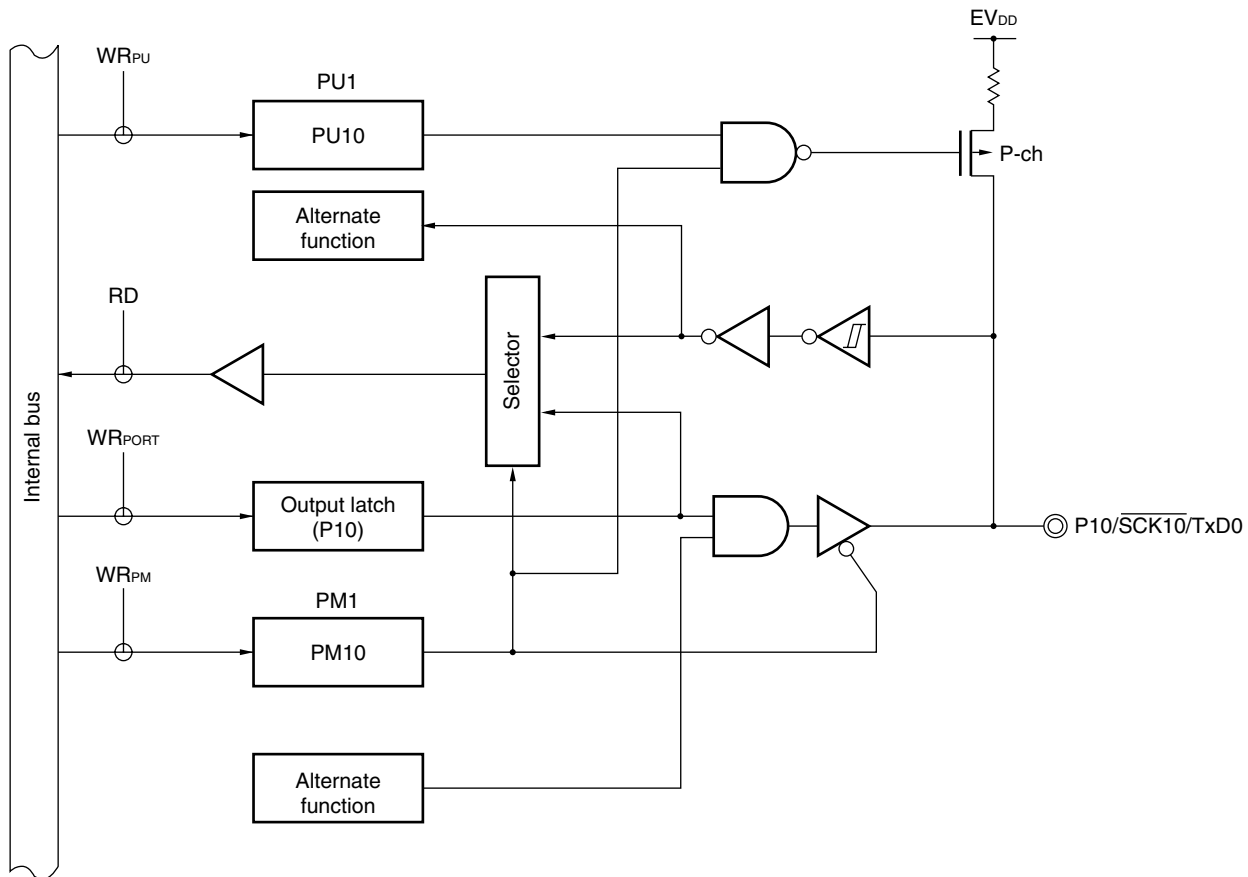 EVDD
WRPU
PU1
PU10
P-ch
Alternate
function
RD
Selector
Internal bus
WRPORT
Output latch
(P10)
P10/SCK10/TxD0
WRPM
PM1
PM10
Alternate
function